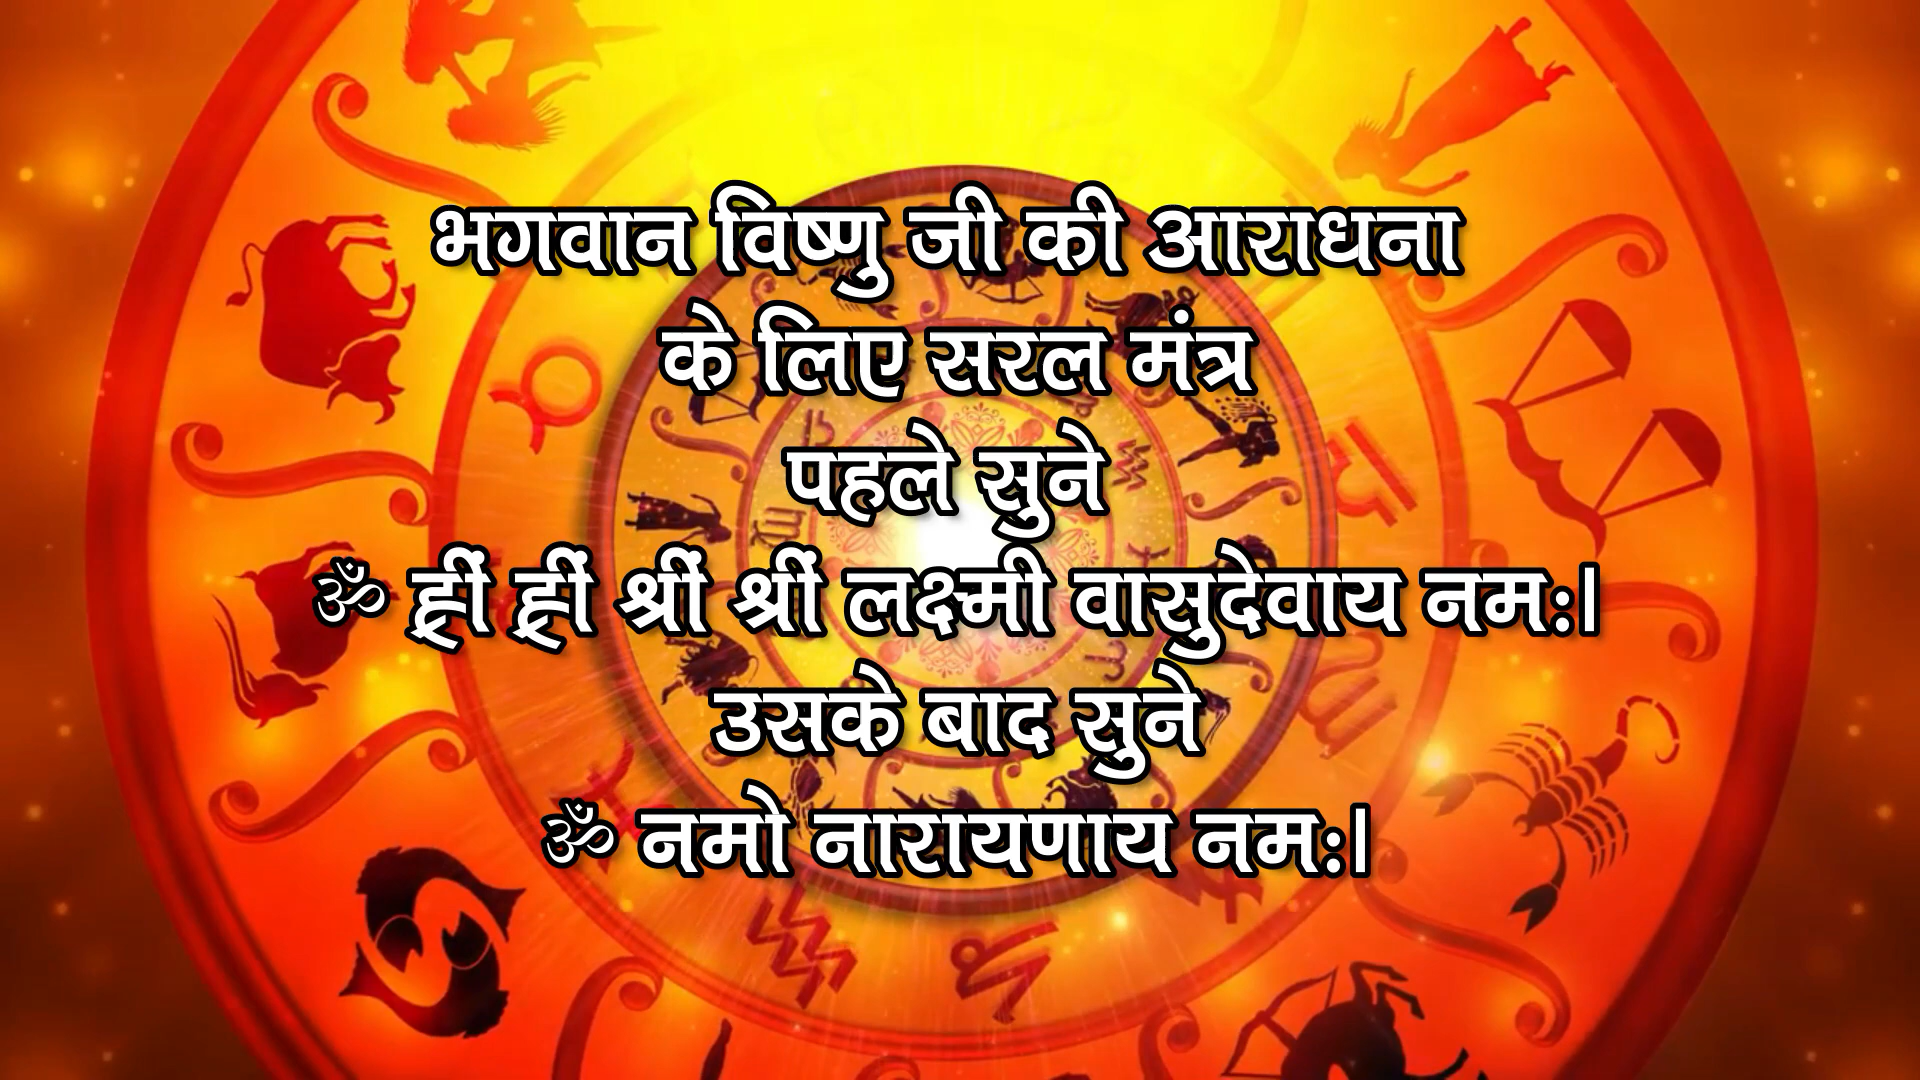 भगवान विष्णु जी की आराधना
के लिए सरल मंत्र
पहले सुने
ॐ ह्रीं ह्रीं श्रीं श्रीं लक्ष्मी वासुदेवाय नम:।
उसके बाद सुने
ॐ नमो नारायणाय नम:।